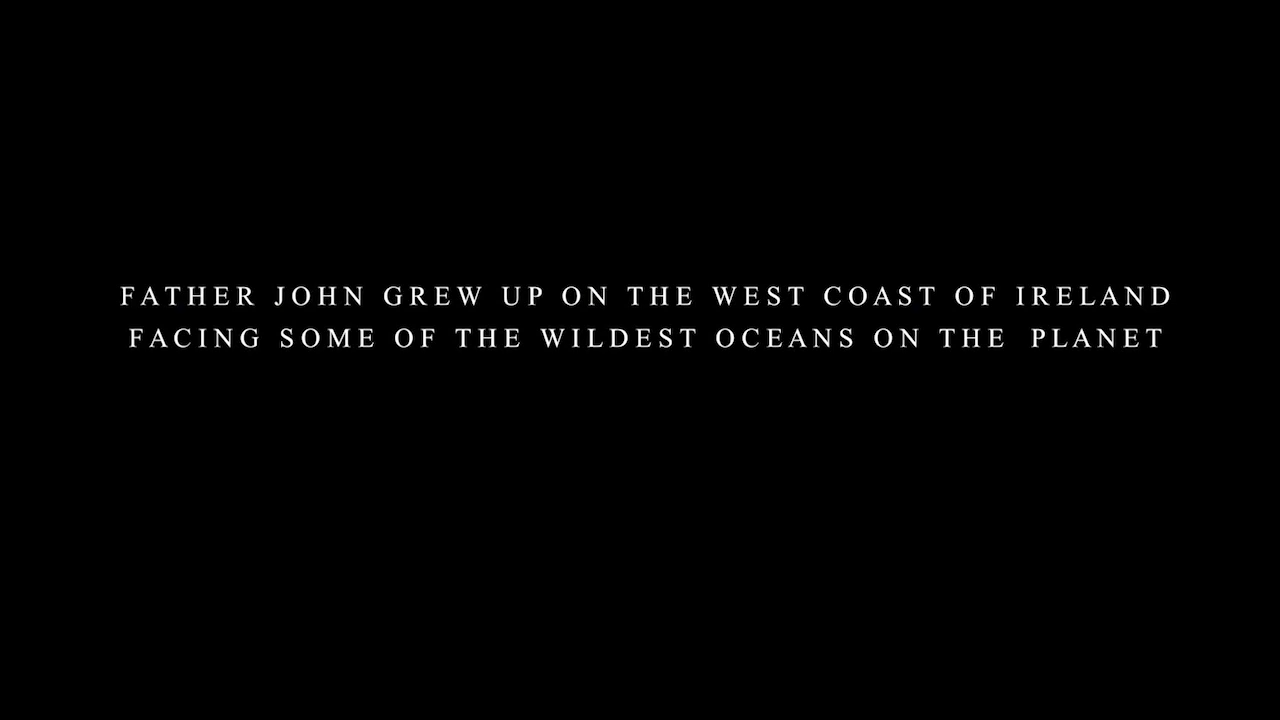 FATHER JOHN GREW UP ON THE WEST COAST OF IRELAND
FACING SOME OF THE WILDEST OCEANS ON THE PLANET